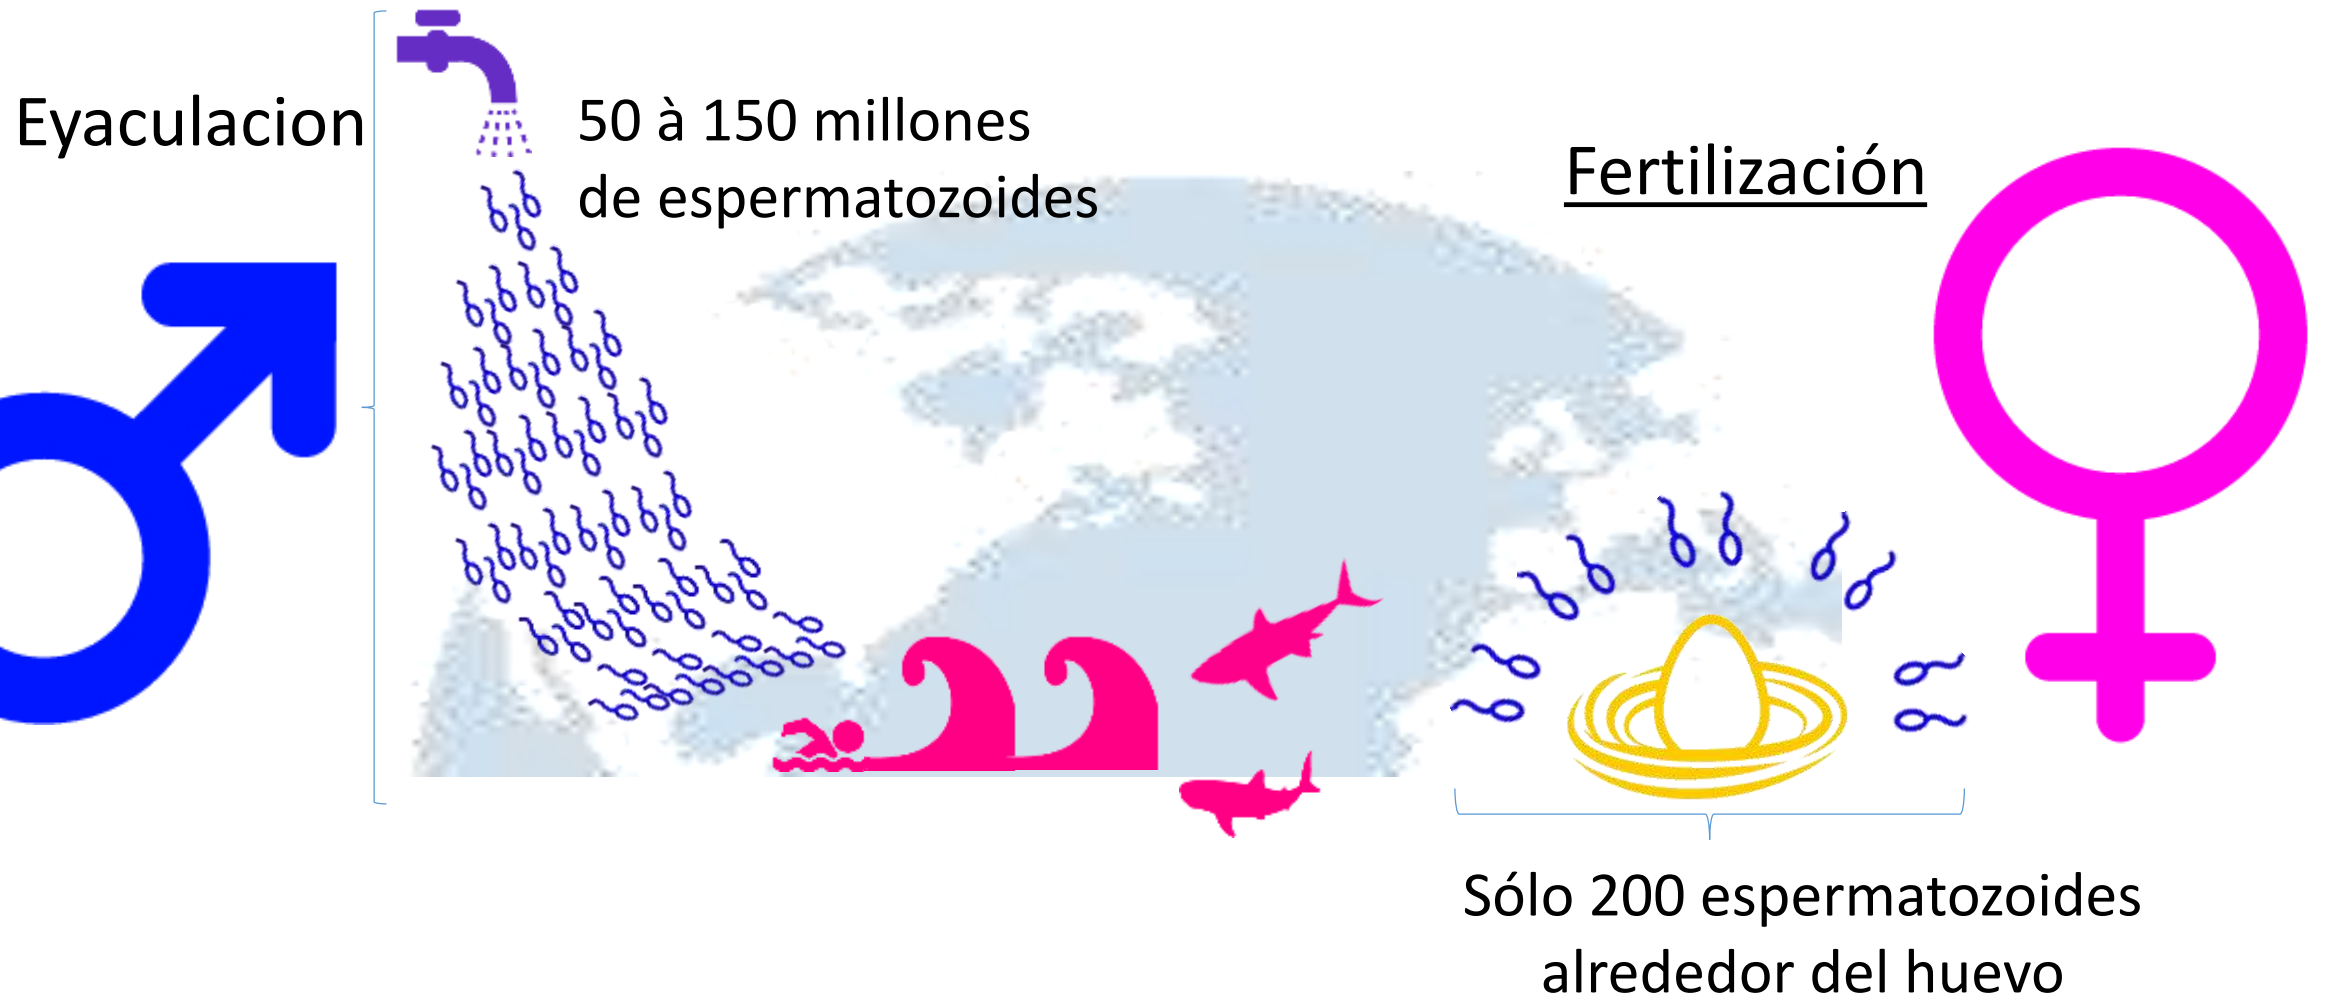 Eyaculacion
50 à 150 millones
de espermatozoides
Fertilización
Sólo 200 espermatozoides
alrededor del huevo